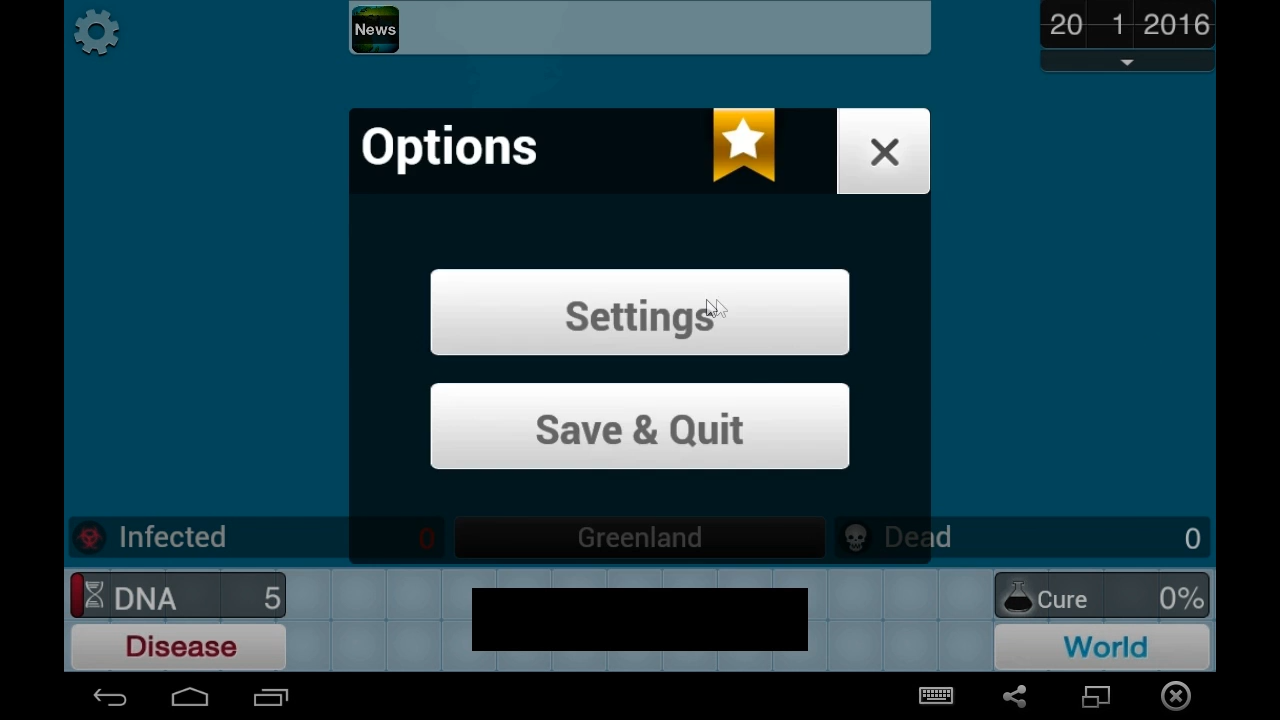 News
20 1 2016
Options
Settings
Save & Quit
Infected 0 Greenland Dead 0
DNA 5 Cure 0%
Disease World